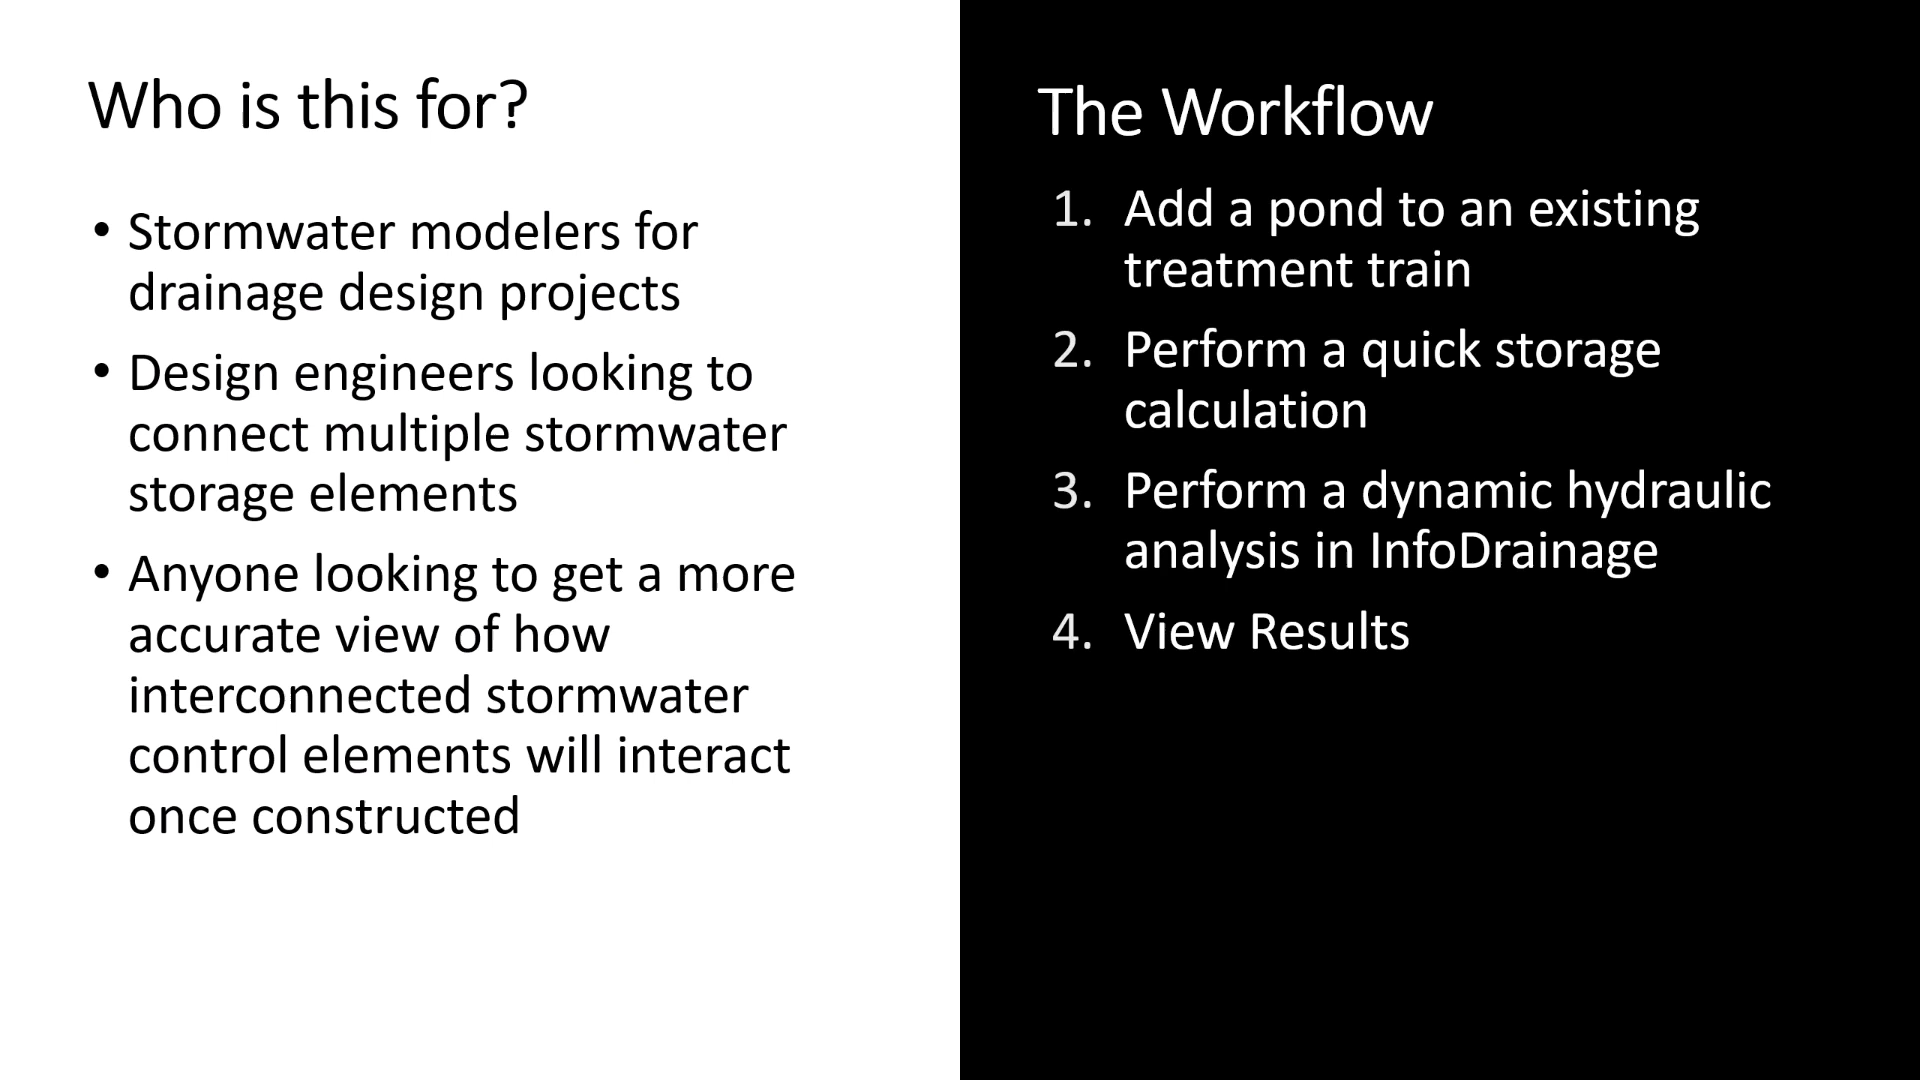 Who is this for?
• Stormwater modelers for
drainage design projects
• Design engineers looking to
connect multiple stormwater
storage elements
• Anyone looking to get a more
accurate view of how
interconnected stormwater
control elements will interact
once constructed
The Workflow
1. Add a pond to an existing
treatment train
2. Perform a quick storage
calculation
3. Perform a dynamic hydraulic
analysis in InfoDrainage
4. View Results